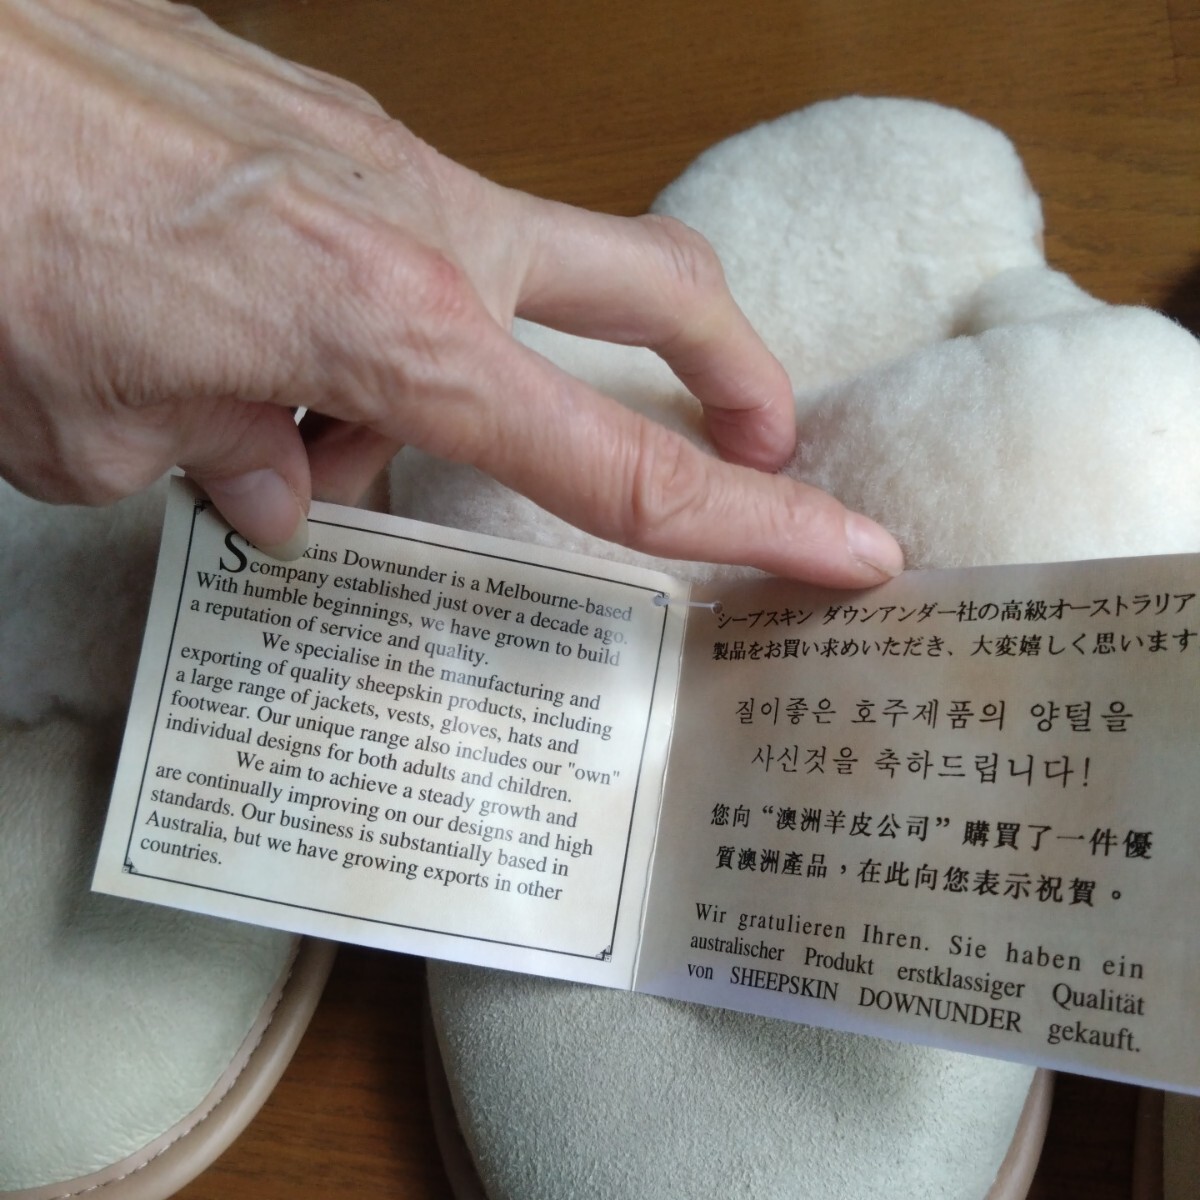 kins Downunder is a Melbourne-based
company established just over a decade ago.
With humble beginnings, we have grown to build
a reputation of service and quality.
We specialise in the manufacturing and
exporting of quality sheepskin products, including
a large range of jackets, vests, gloves, hats and
footwear. Our unique range also includes our "own"
individual designs for both adults and children.
We aim to achieve a steady growth and
are continually improving on our designs and high
standards. Our business is substantially based in
Australia, but we have growing exports in other
countries.
シープスキン ダウンアンダー社の高級オーストラリア
製品をお買い求めいただき、大変嬉しく思います
질이좋은 호주제품의 양털을
사신것을 축하드립니다!
您向“澳洲羊皮公司”購買了一件優
質澳洲產品，在此向您表示祝賀。
Wir gratulieren Ihren. Sie haben ein
australischer Produkt erstklassiger Qualität
von SHEEPSKIN DOWNUNDER gekauft.